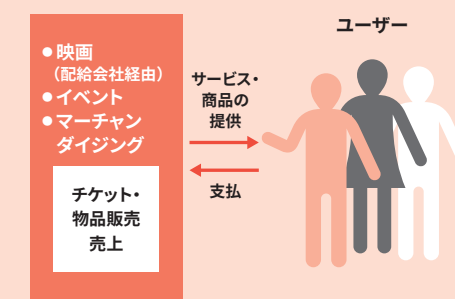 ●映画
（配給会社経由）
●イベント
●マーチャン
ダイジング
チケット・
物品販売
売上
サービス・
商品の
提供
支払
ユーザー